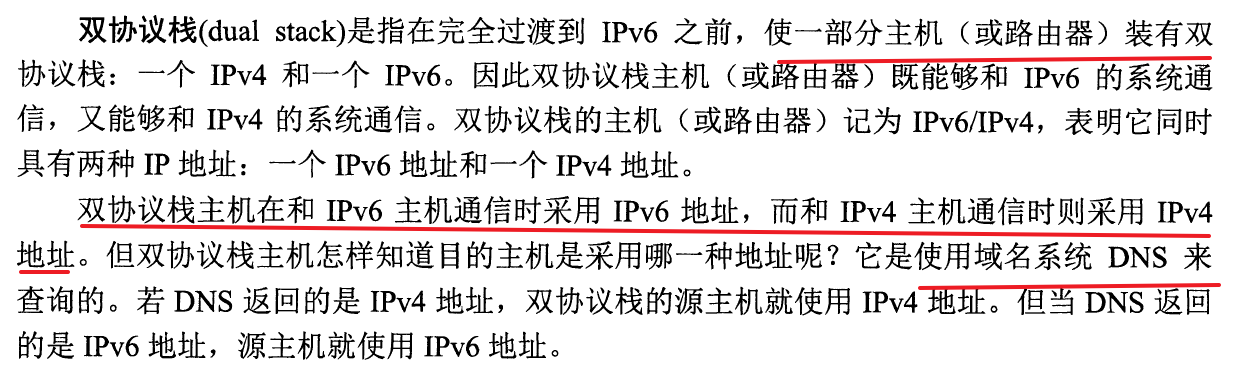 双协议栈(dual stack)是指在完全过渡到 IPv6 之前，使一部分主机（或路由器）装有双
协议栈：一个 IPv4 和一个 IPv6。因此双协议栈主机（或路由器）既能够和 IPv6 的系统通
信，又能够和 IPv4 的系统通信。双协议栈的主机（或路由器）记为 IPv6/IPv4，表明它同时
具有两种 IP 地址：一个 IPv6 地址和一个 IPv4 地址。
双协议栈主机在和 IPv6 主机通信时采用 IPv6 地址，而和 IPv4 主机通信时则采用 IPv4
地址。但双协议栈主机怎样知道目的主机是采用哪一种地址呢？它是使用域名系统 DNS 来
查询的。若 DNS 返回的是 IPv4 地址，双协议栈的源主机就使用 IPv4 地址。但当 DNS 返回
的是 IPv6 地址，源主机就使用 IPv6 地址。